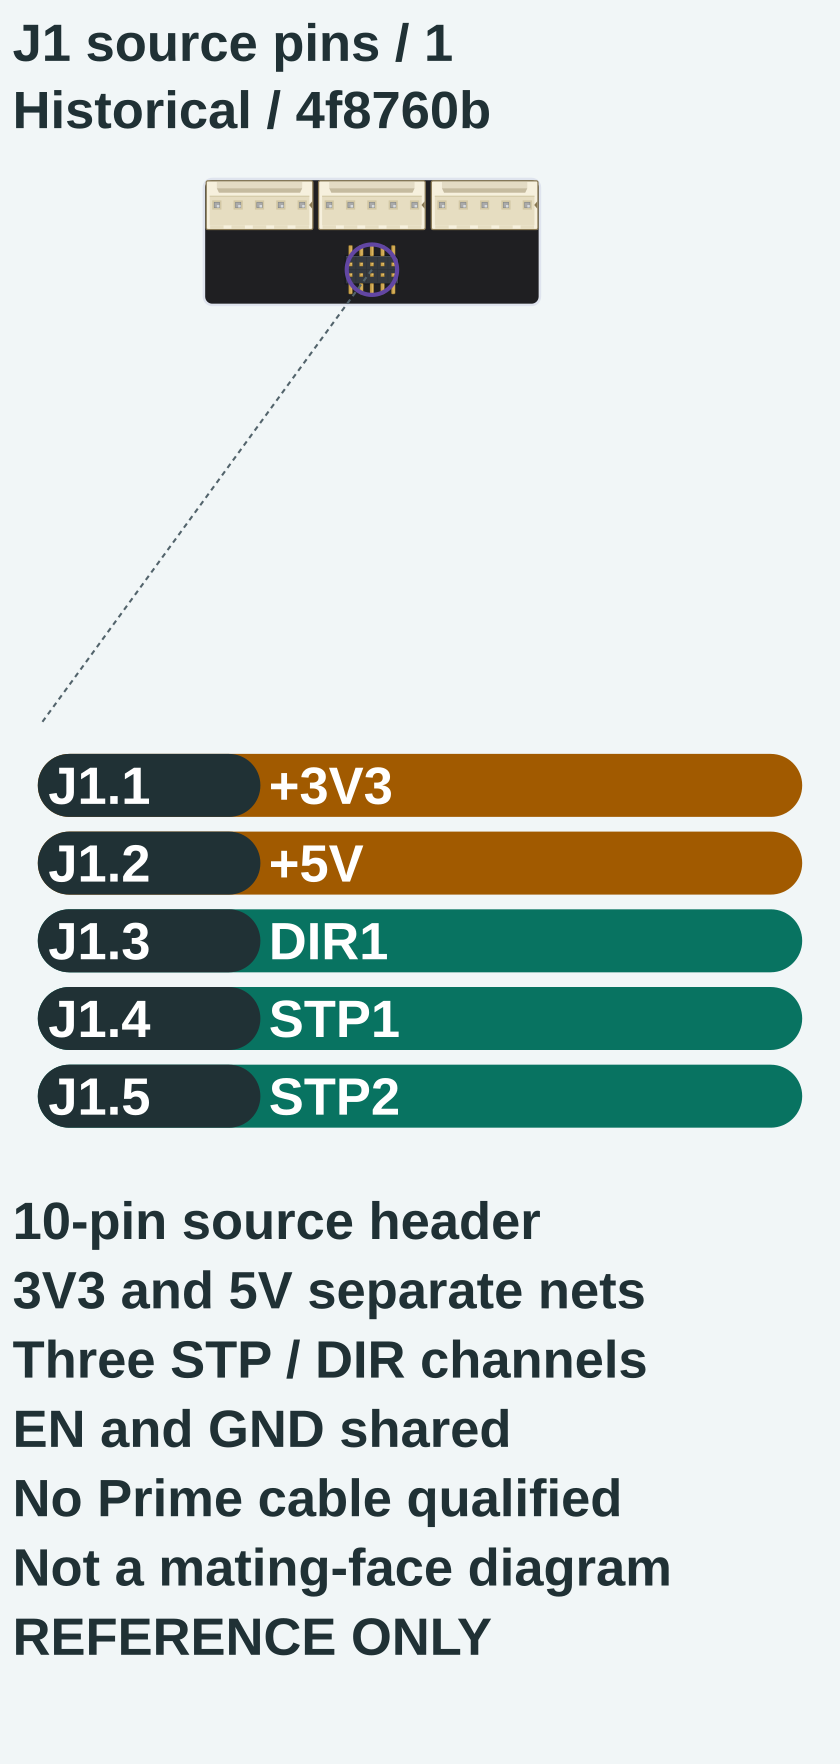 J1 source pins / 1
Historical / 4f8760b
J1.1 +3V3
J1.2 +5V
J1.3 DIR1
J1.4 STP1
J1.5 STP2
10-pin source header
3V3 and 5V separate nets
Three STP / DIR channels
EN and GND shared
No Prime cable qualified
Not a mating-face diagram
REFERENCE ONLY